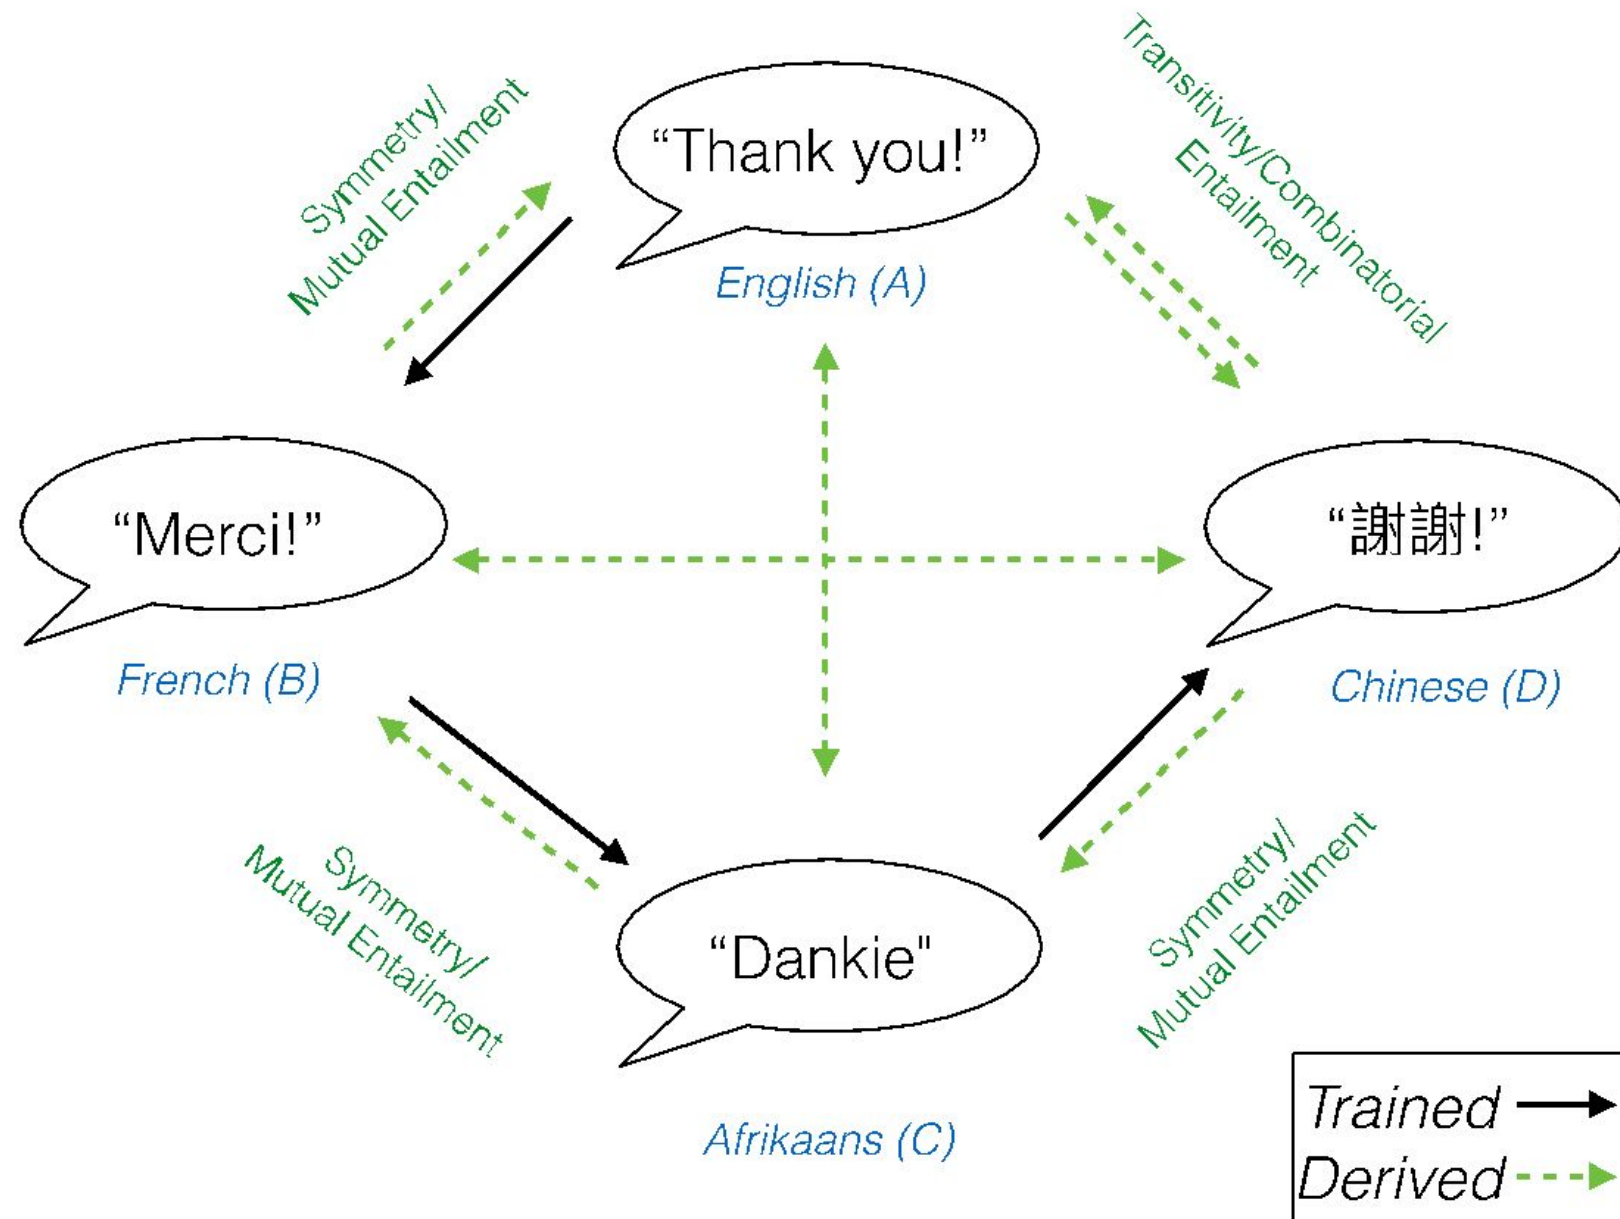 Symmetry/
Mutual Entailment
“Thank you!”
English (A)
Transitivity/Combinatorial
Entailment
“Merci!”
French (B)
“謝謝!”
Chinese (D)
Symmetry/
Mutual Entailment
“Dankie"
Afrikaans (C)
Symmetry/
Mutual Entailment
Trained
Derived